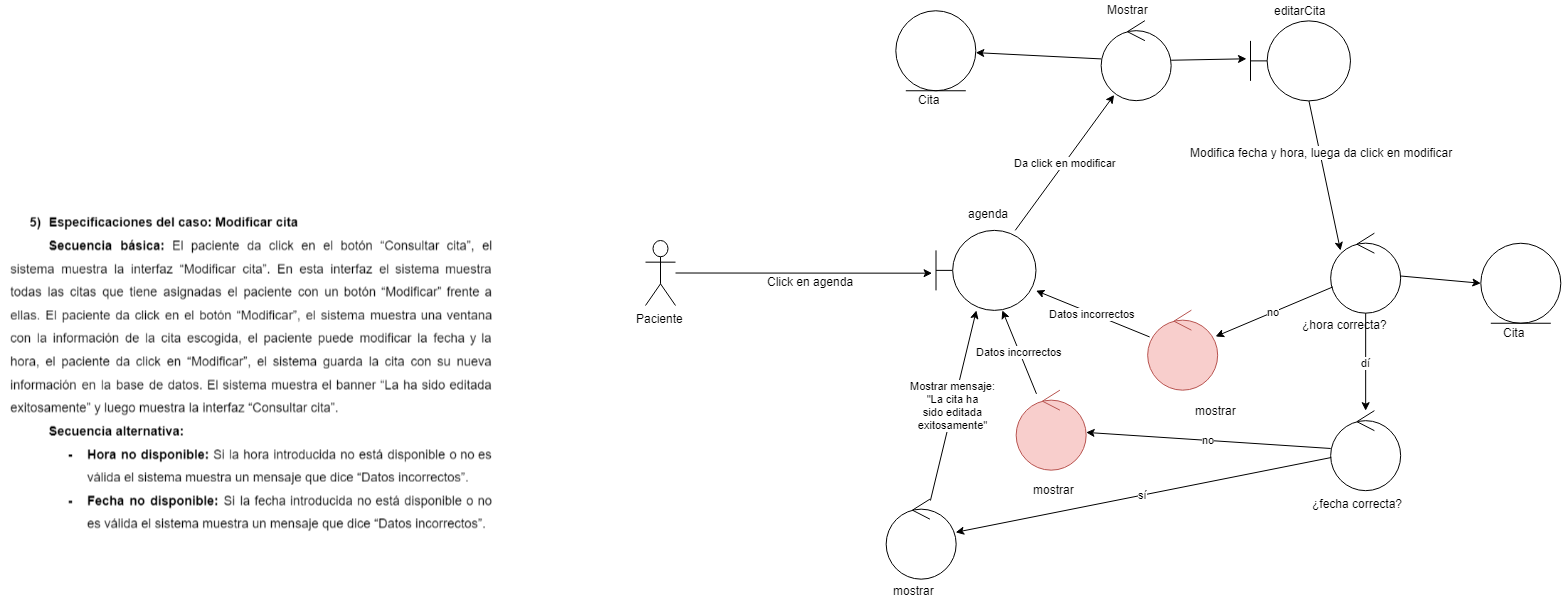 5) Especificaciones del caso: Modificar cita
Secuencia básica: El paciente da click en el botón “Consultar cita”, el
sistema muestra la interfaz “Modificar cita”. En esta interfaz el sistema muestra
todas las citas que tiene asignadas el paciente con un botón “Modificar” frente a
ellas. El paciente da click en el botón “Modificar”, el sistema muestra una ventana
con la información de la cita escogida, el paciente puede modificar la fecha y la
hora, el paciente da click en “Modificar”, el sistema guarda la cita con su nueva
información en la base de datos. El sistema muestra el banner “La ha sido editada
exitosamente” y luego muestra la interfaz “Consultar cita”.
Secuencia alternativa:
- Hora no disponible: Si la hora introducida no está disponible o no es
válida el sistema muestra un mensaje que dice “Datos incorrectos”.
- Fecha no disponible: Si la fecha introducida no está disponible o no
es válida el sistema muestra un mensaje que dice “Datos incorrectos”.
Mostrar
editarCita
Cita
Modifica fecha y hora, luega da click en modificar
Da click en modificar
agenda
Click en agenda
Paciente
Datos incorrectos
no
¿hora correcta?
Cita
Datos incorrectos
dí
Mostrar mensaje:
"La cita ha
sido editada
exitosamente"
mostrar
no
mostrar
sí
¿fecha correcta?
mostrar